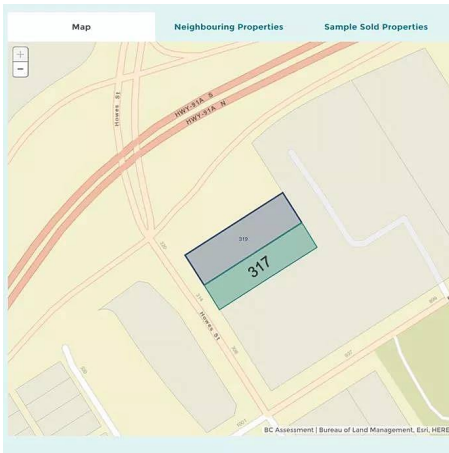 Map
Neighbouring Properties
Sample Sold Properties
+
−
Howes St
HWY-91A S
HWY-91A N
319
317
Howes St
BC Assessment | Bureau of Land Management, Esri, HERE